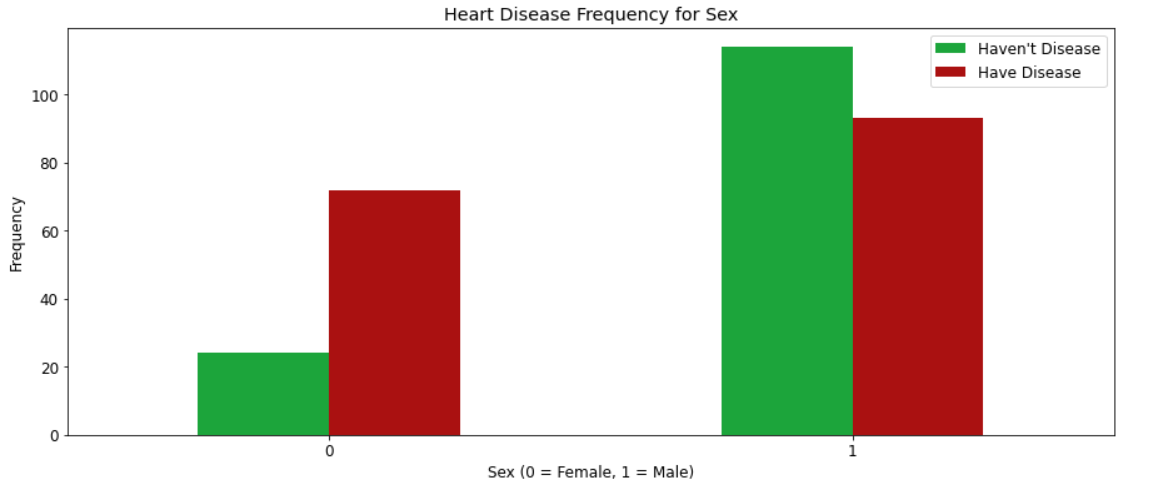 Heart Disease Frequency for Sex
Haven't Disease
Have Disease
Frequency
100
80
60
40
20
0
0 1
Sex (0 = Female, 1 = Male)